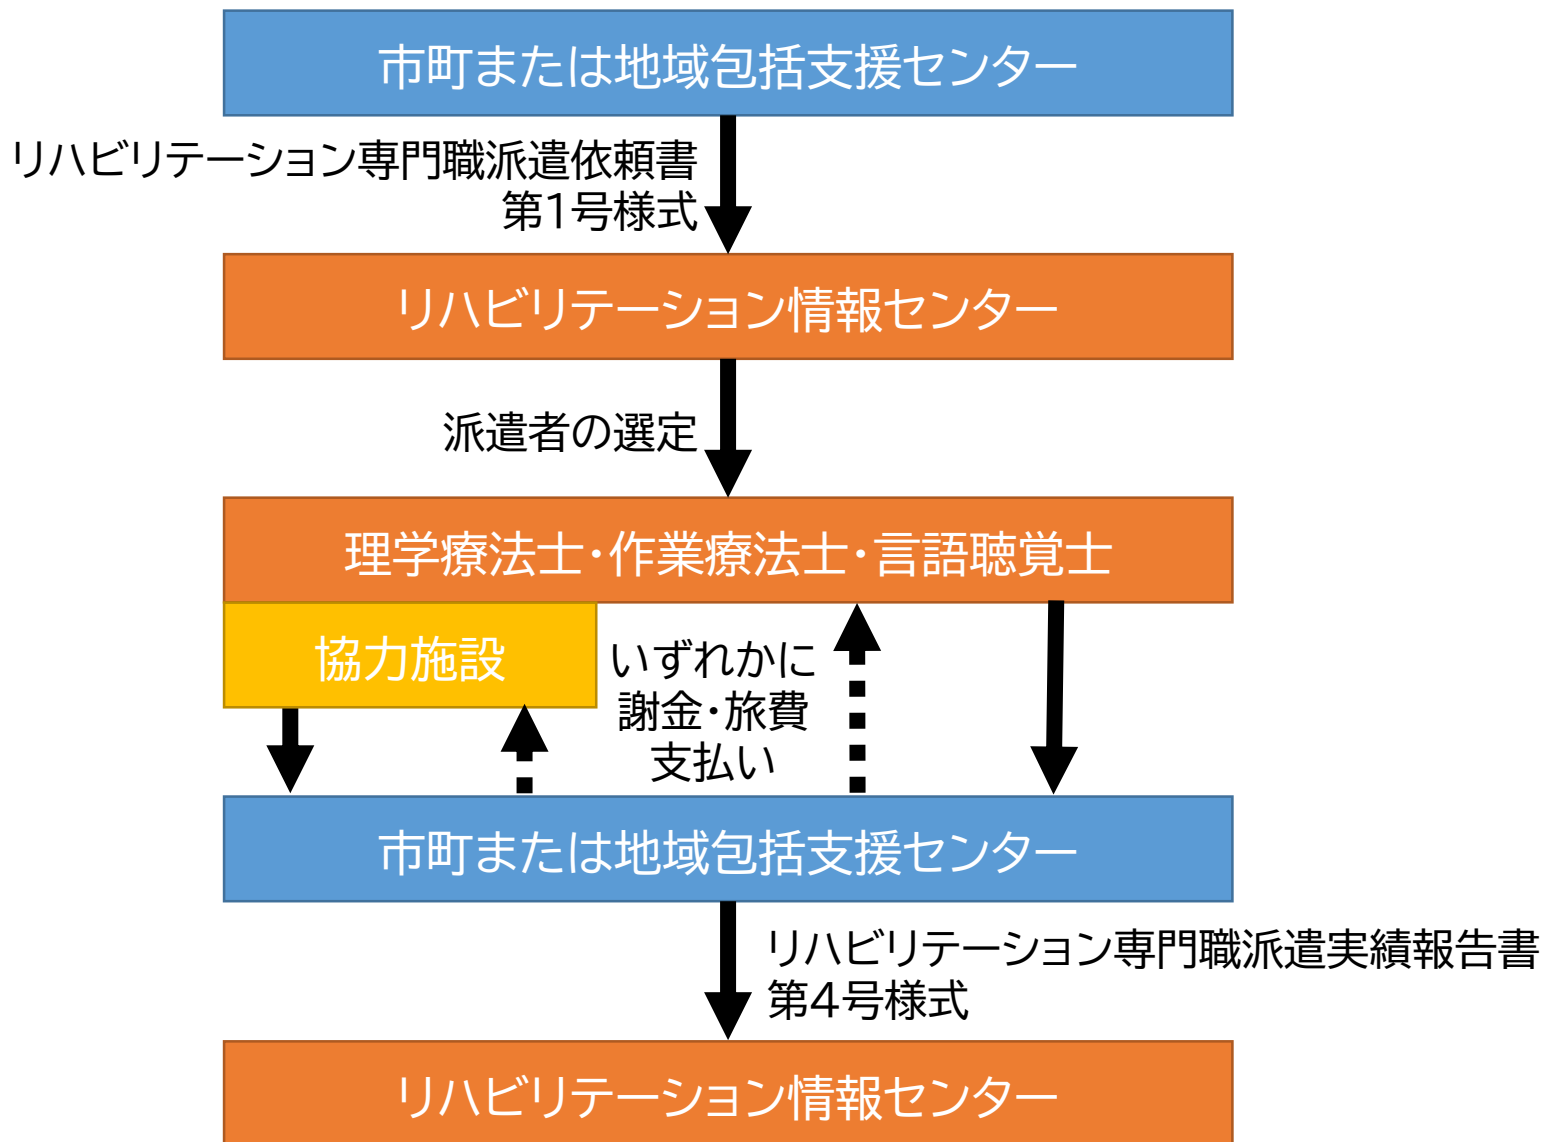 市町または地域包括支援センター
リハビリテーション専門職派遣依頼書
第1号様式
リハビリテーション情報センター
派遣者の選定
理学療法士・作業療法士・言語聴覚士
協力施設
いずれかに
謝金・旅費
支払い
市町または地域包括支援センター
リハビリテーション専門職派遣実績報告書
第4号様式
リハビリテーション情報センター